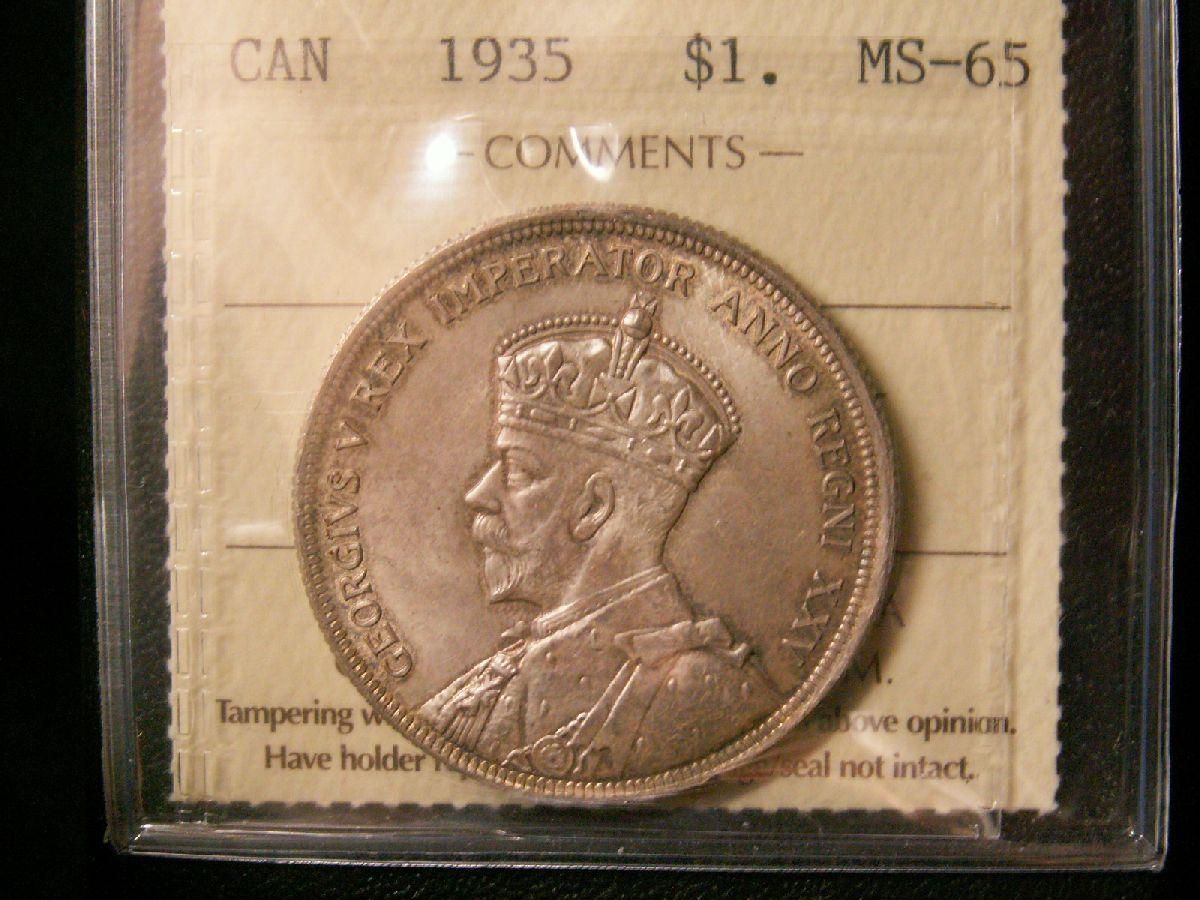 CAN 1935 $1. MS-65
— COMMENTS —
GEORGIVS V REX IMPERATOR ANNO REGNI XXV
M.
Tampering above opinion.
Have holder seal not intact,.